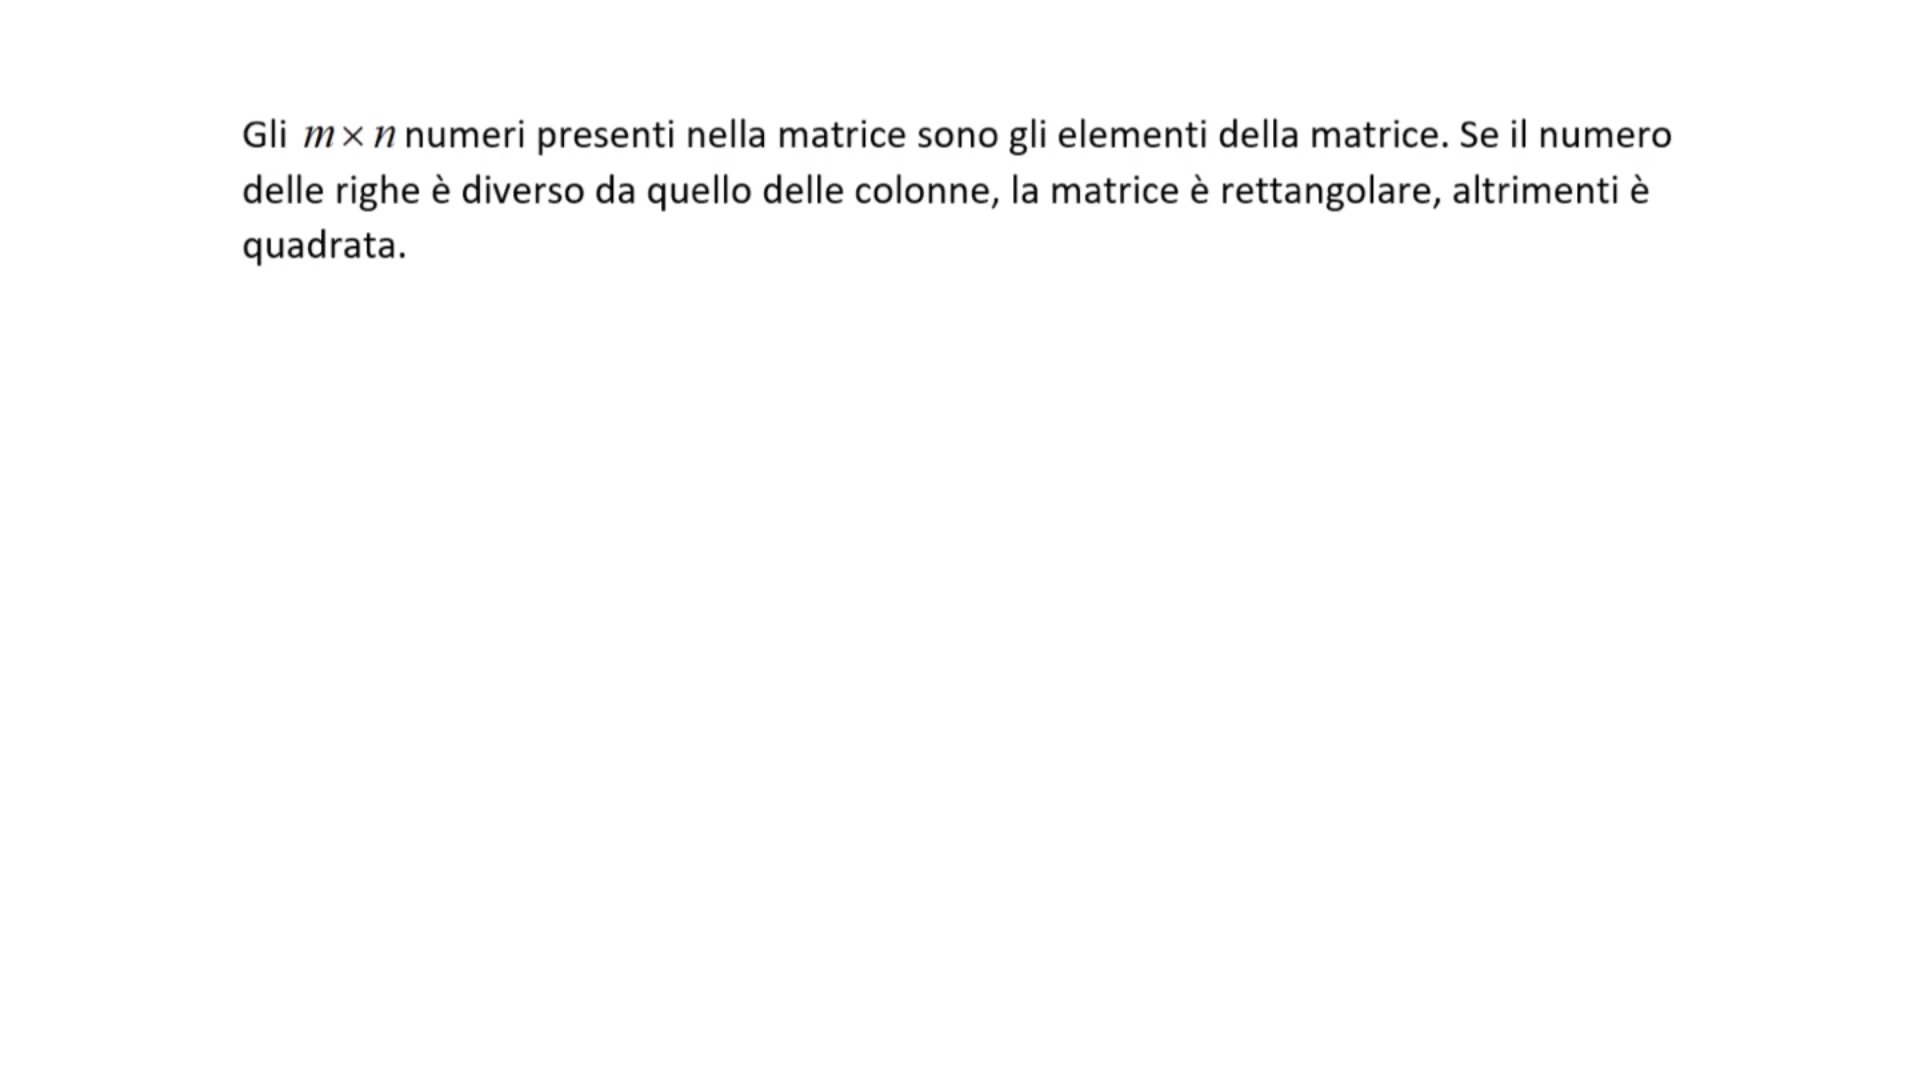 Gli m × n numeri presenti nella matrice sono gli elementi della matrice. Se il numero
delle righe è diverso da quello delle colonne, la matrice è rettangolare, altrimenti è
quadrata.